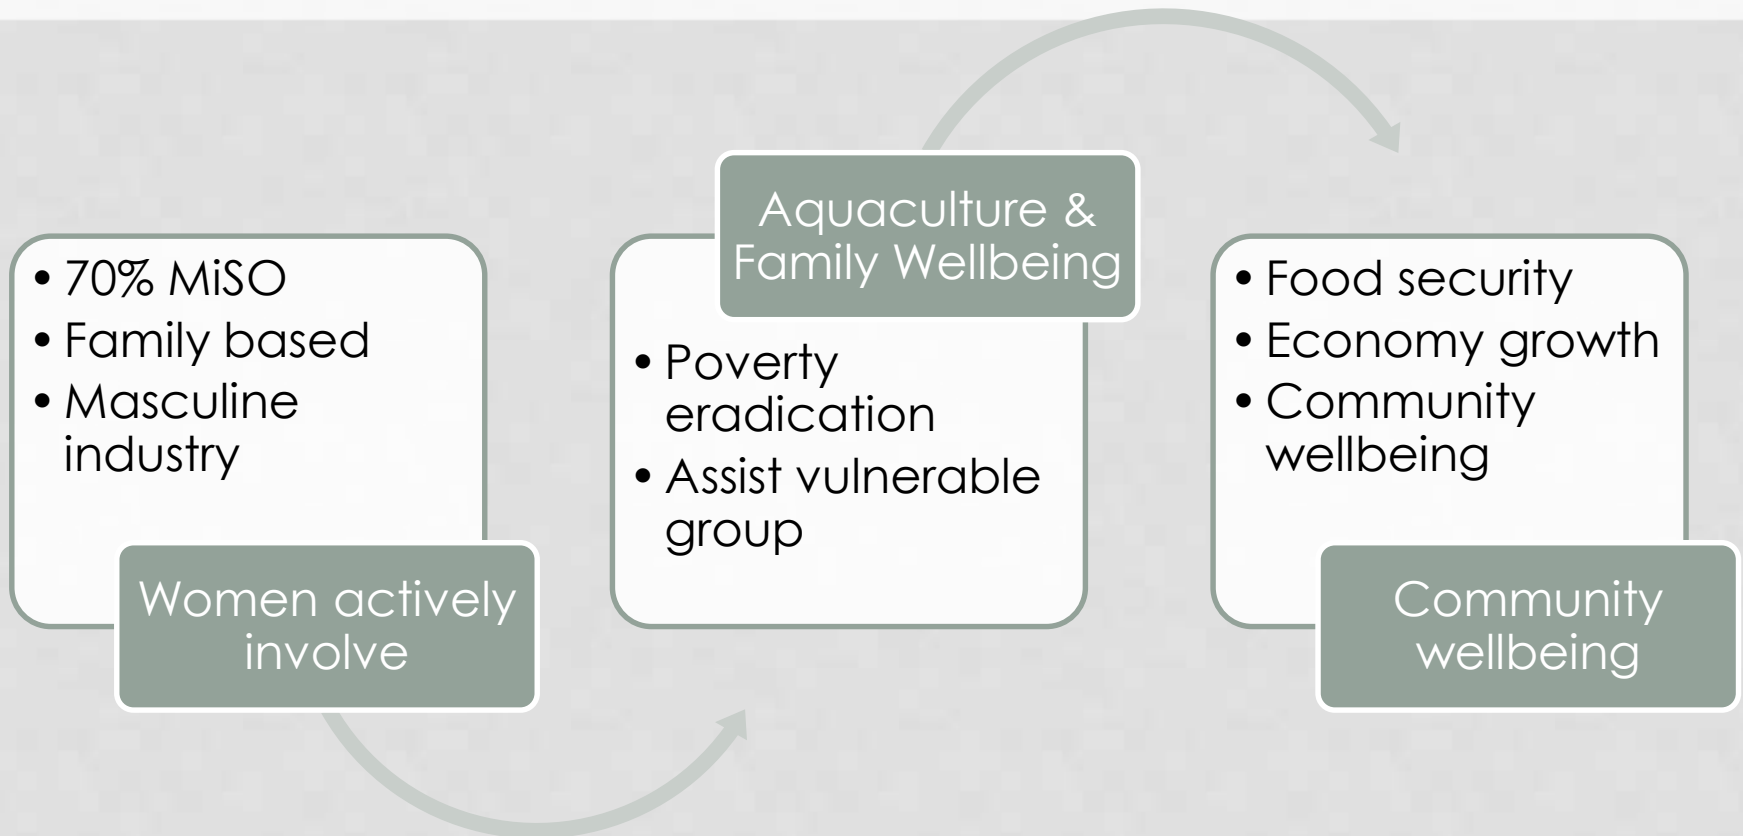 • 70% MiSO
• Family based
• Masculine
industry
Women actively
involve
Aquaculture &
Family Wellbeing
• Poverty
eradication
• Assist vulnerable
group
• Food security
• Economy growth
• Community
wellbeing
Community
wellbeing